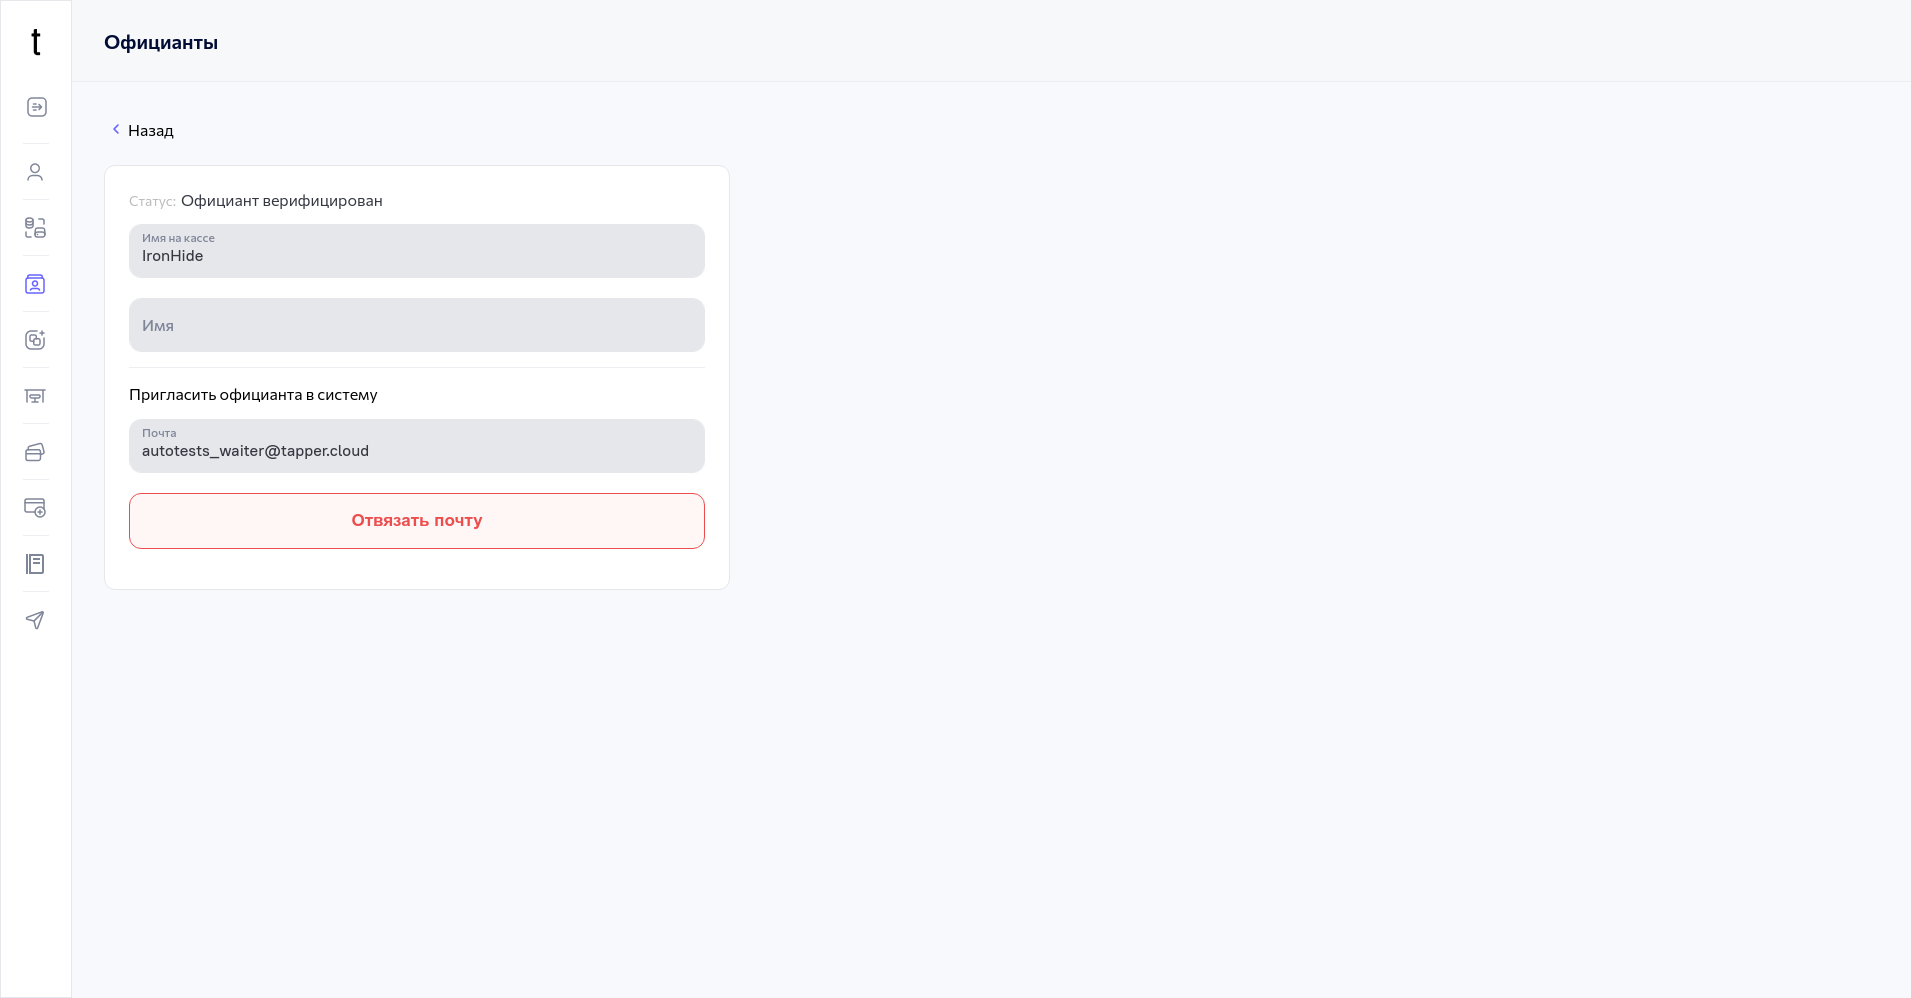 t
Официанты
Назад
Статус: Официант верифицирован
Имя на кассе
IronHide
Имя
Пригласить официанта в систему
Почта
autotests_waiter@tapper.cloud
Отвязать почту